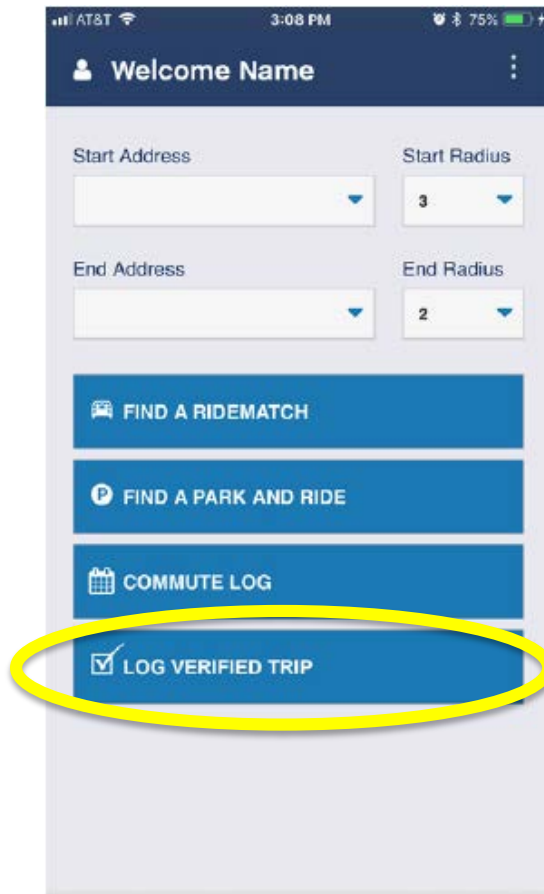 AT&T 3:08 PM 75%
Welcome Name
Start Address Start Radius
3
End Address End Radius
2
FIND A RIDEMATCH
P FIND A PARK AND RIDE
COMMUTE LOG
LOG VERIFIED TRIP